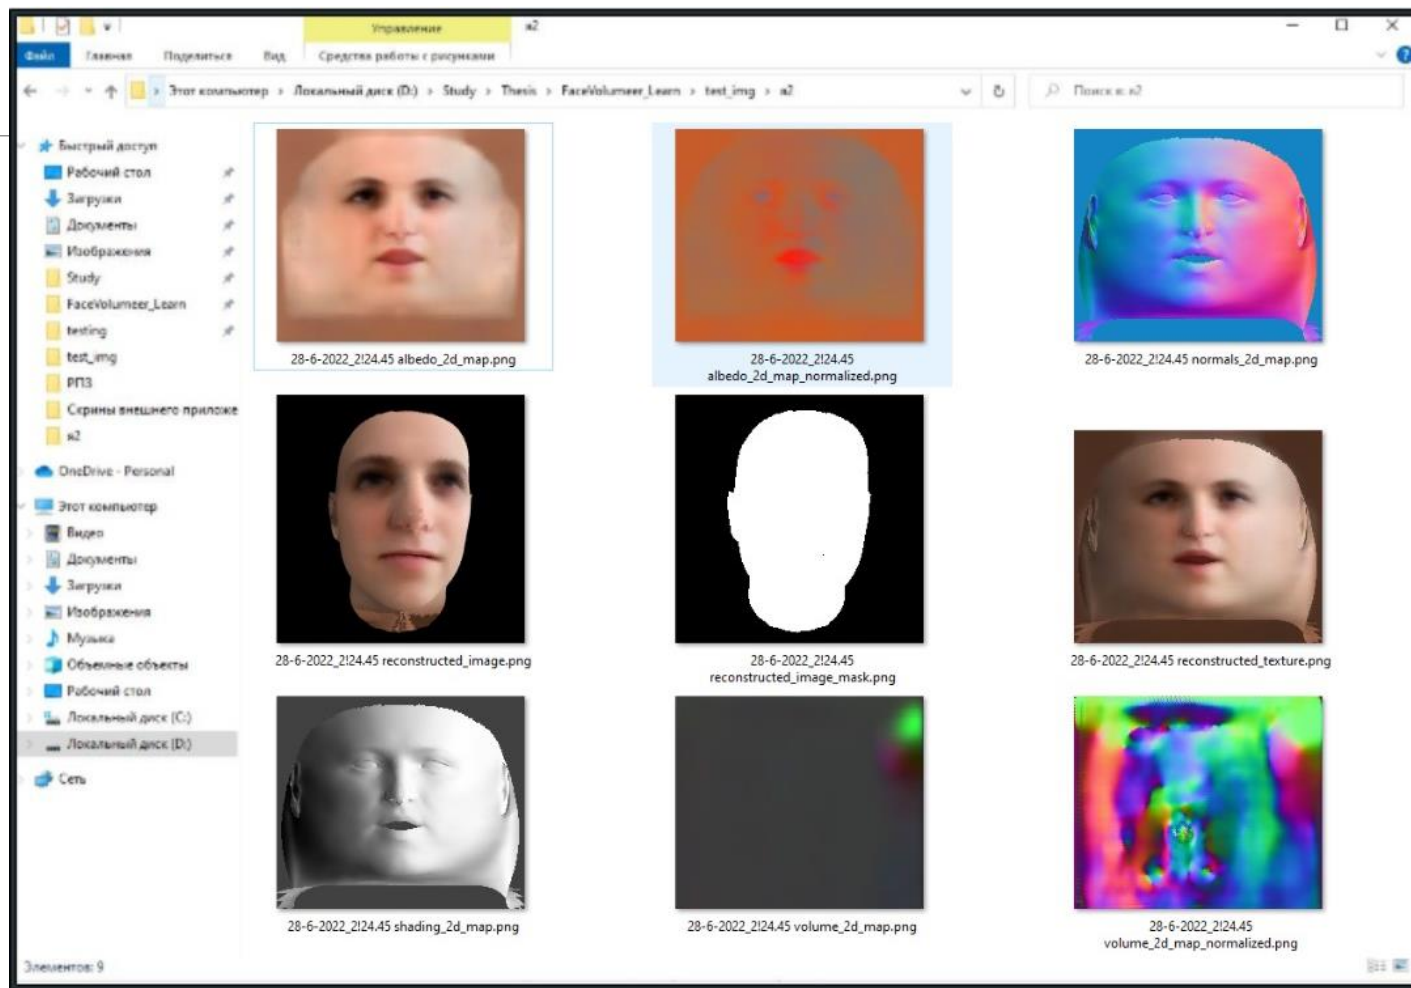 Управление
я2
Файл
Главная
Поделиться
Вид
Средства работы с рисунками
Этот компьютер › Локальный диск (D:) › Study › Thesis › FaceVolumeer_Learn › test_img › я2
Поиск в: я2
Быстрый доступ
Рабочий стол
Загрузки
Документы
Изображения
Study
FaceVolumeer_Learn
testing
test_img
РПЗ
Скрины внешнего приложе
я2
OneDrive - Personal
Этот компьютер
Видео
Документы
Загрузки
Изображения
Музыка
Объемные объекты
Рабочий стол
Локальный диск (C:)
Локальный диск (D:)
Сеть
28-6-2022_2!24.45 albedo_2d_map.png
28-6-2022_2!24.45
albedo_2d_map_normalized.png
28-6-2022_2!24.45 normals_2d_map.png
28-6-2022_2!24.45 reconstructed_image.png
28-6-2022_2!24.45
reconstructed_image_mask.png
28-6-2022_2!24.45 reconstructed_texture.png
28-6-2022_2!24.45 shading_2d_map.png
28-6-2022_2!24.45 volume_2d_map.png
28-6-2022_2!24.45
volume_2d_map_normalized.png
Элементов: 9